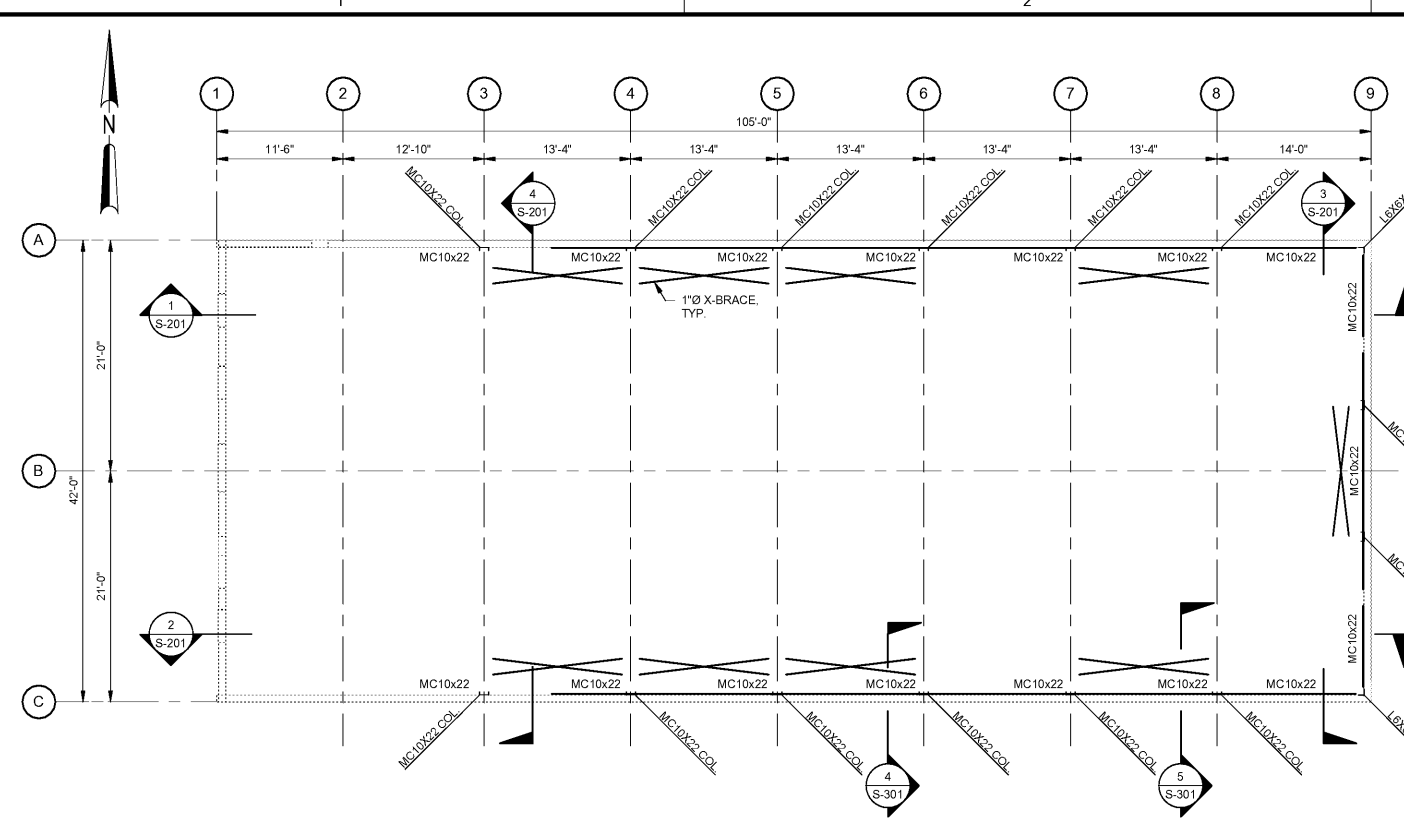 1 2
N
1 2 3 4 5 6 7 8 9
105'-0"
11'-6" 12'-10" 13'-4" 13'-4" 13'-4" 13'-4" 13'-4" 14'-0"
MC10X22 COL.
4
S-201
MC10X22 COL.
MC10X22 COL.
MC10X22 COL.
MC10X22 COL.
MC10X22 COL.
3
S-201
L6X6X
A
MC10x22 MC10x22 MC10x22 MC10x22 MC10x22 MC10x22 MC10x22
1"Ø X-BRACE,
TYP.
1
S-201
MC10x22
21'-0"
MC
B
42'-0"
MC10x22
21'-0"
MC
2
S-201
MC10x22
MC10x22 MC10x22 MC10x22 MC10x22 MC10x22 MC10x22 MC10x22
C
L6X6
MC10X22 COL.
MC10X22 COL.
MC10X22 COL.
MC10X22 COL.
MC10X22 COL.
MC10X22 COL.
4
S-301
5
S-301